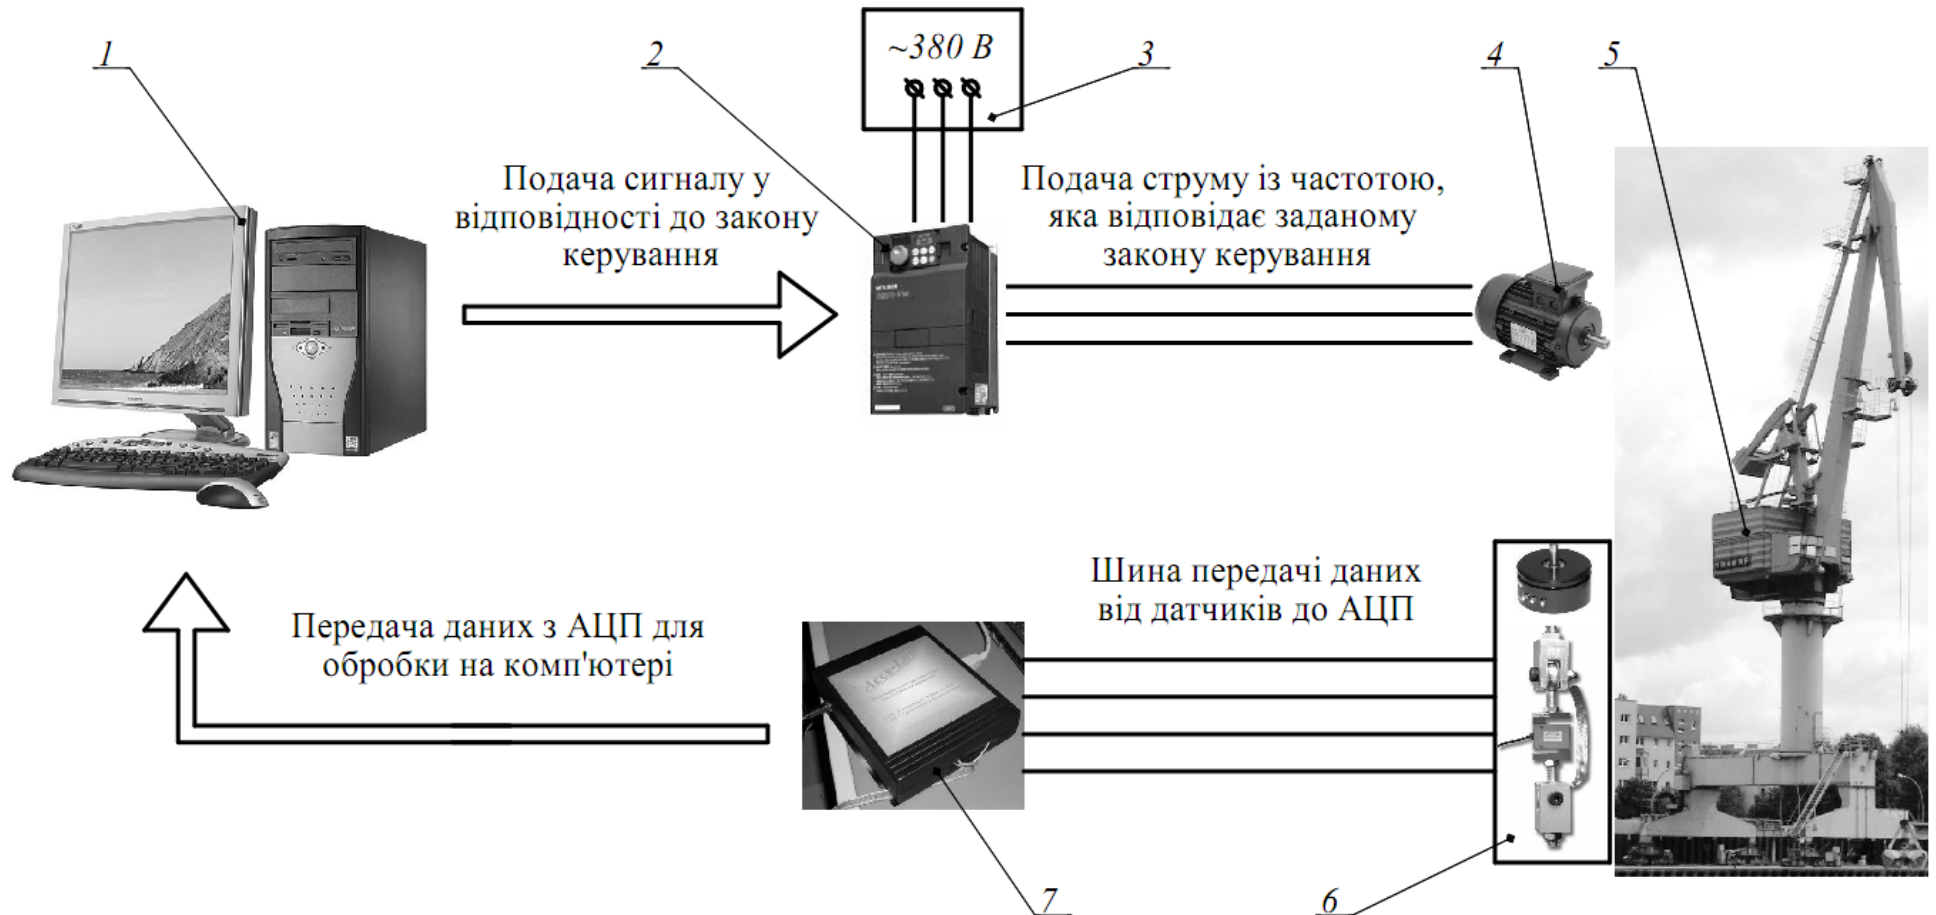 1
2
~380 В
3
4
5
Подача сигналу у
відповідності до закону
керування
Подача струму із частотою,
яка відповідає заданому
закону керування
Шина передачі даних
від датчиків до АЦП
Передача даних з АЦП для
обробки на комп'ютері
7
6